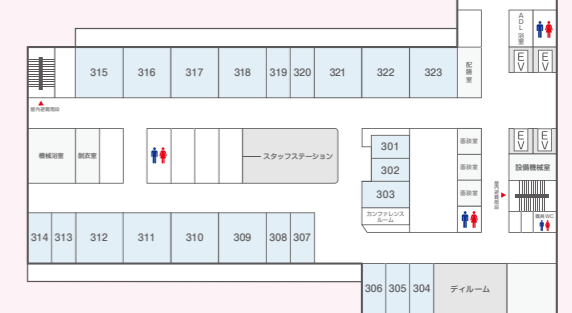 ADL浴室
EV EV
315 316 317 318 319 320 321 322 323 配膳室
屋内避難階段
EV EV
機械浴室 脱衣室 スタッフステーション 301 面談室
302 面談室 設備機械室
303 面談室 屋内避難階段
カンファレンス
ルーム
職員WC
314 313 312 311 310 309 308 307
306 305 304 デイルーム